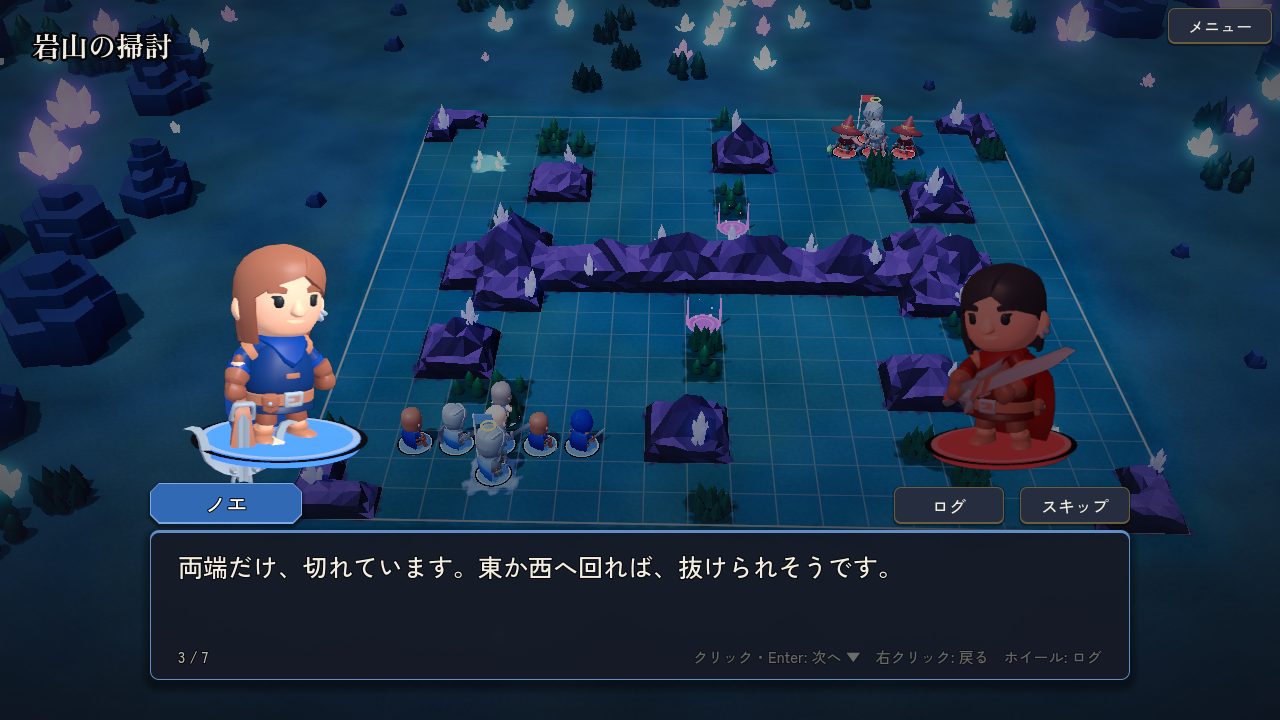 岩山の掃討
メニュー
ノエ
ログ
スキップ
両端だけ、切れています。東か西へ回れば、抜けられそうです。
3 / 7
クリック・Enter: 次へ ▼ 右クリック: 戻る ホイール: ログ